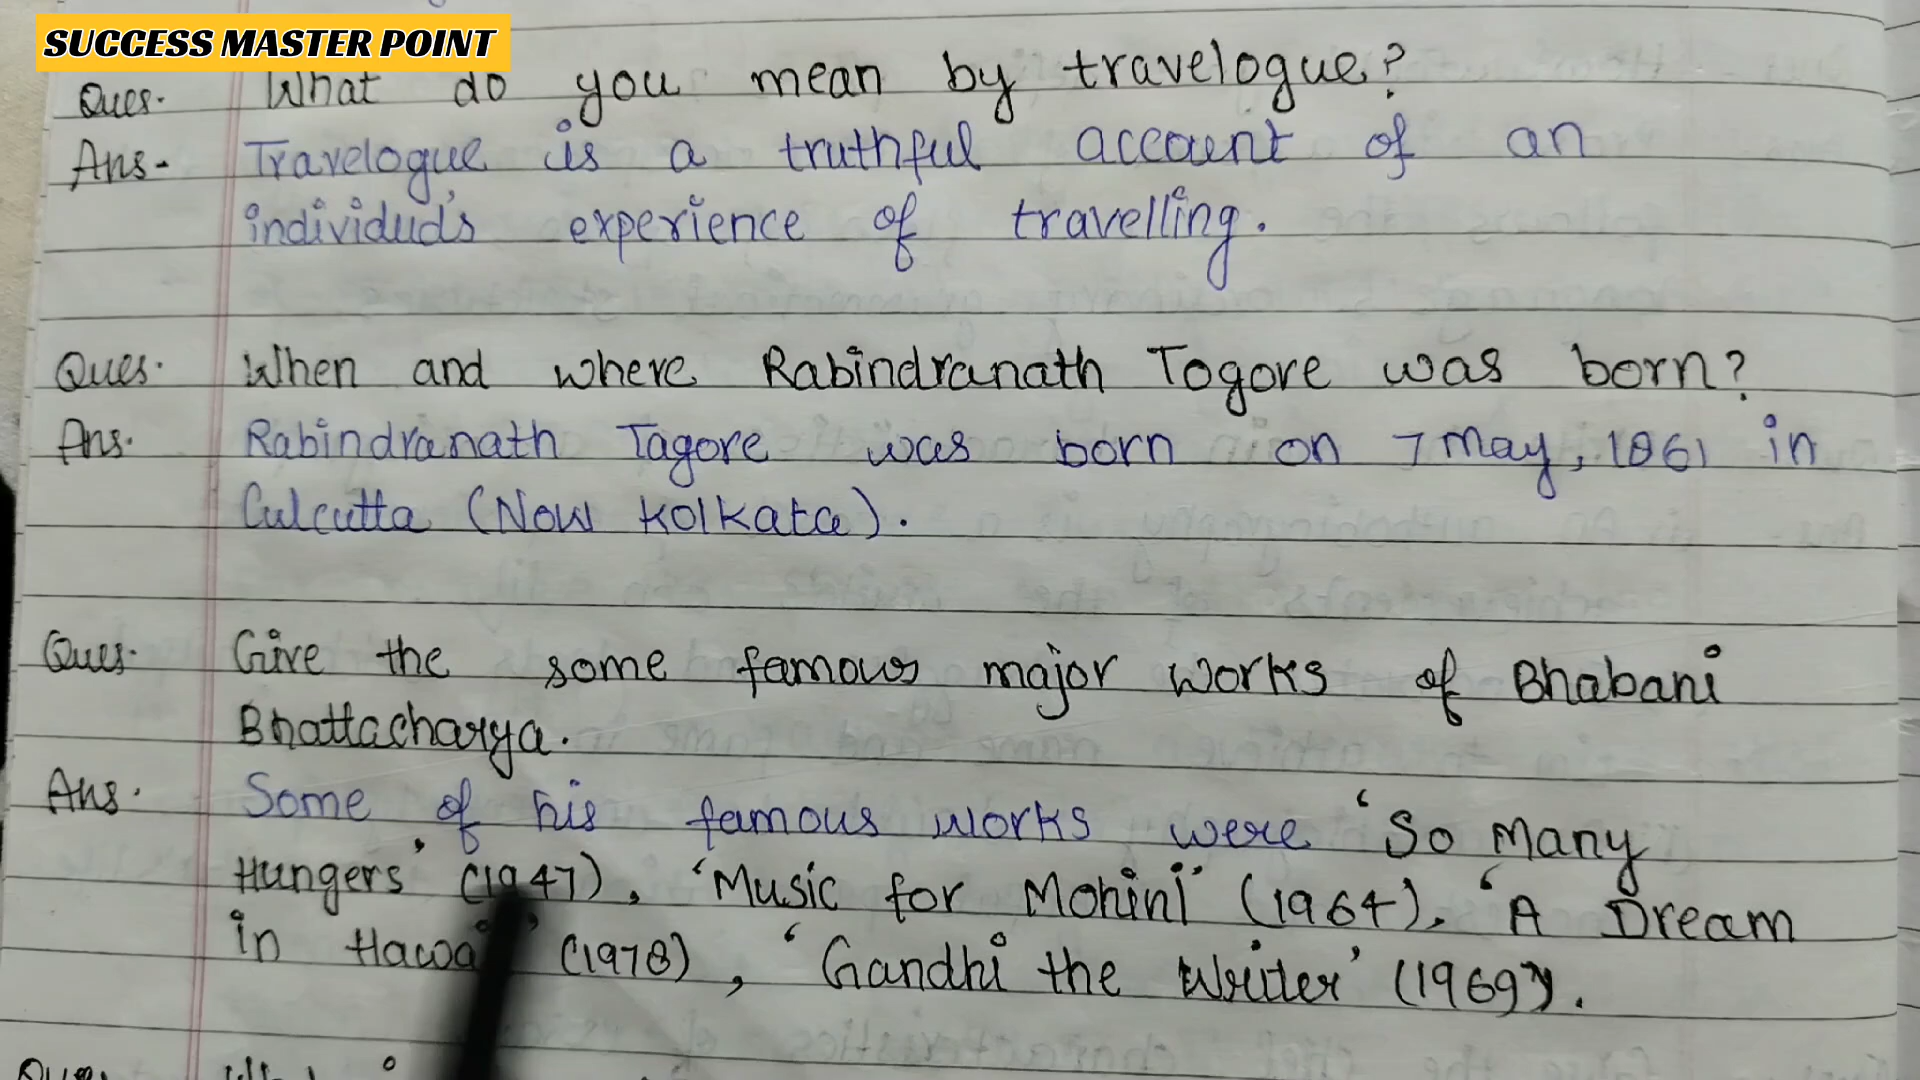 SUCCESS MASTER POINT
Ques. What do you mean by travelogue?
Ans- Travelogue is a truthful account of an
individud's experience of travelling.
Ques. When and where Rabindranath Togore was born?
Ans. Rabindranath Tagore was born on 7 May, 1861 in
Culcutta (Now Kolkata).
Ques. Give the some famous major works of Bhabani
Bhattacharya.
Ans. Some of his famous works were 'So Many
Hungers' (1947), 'Music for Mohini' (1964), 'A Dream
in (1978), 'Gandhi the Writer' (1969).
Ques